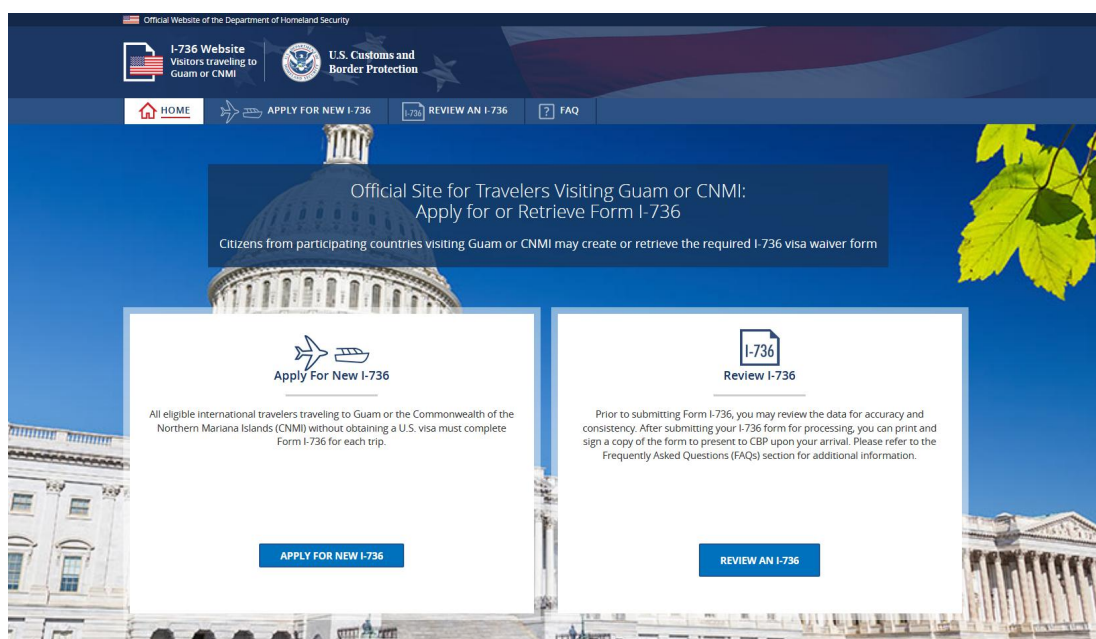 Official Website of the Department of Homeland Security
I-736 Website
Visitors traveling to
Guam or CNMI
U.S. Customs and
Border Protection
HOME
APPLY FOR NEW I-736
I-736
REVIEW AN I-736
? FAQ
Official Site for Travelers Visiting Guam or CNMI:
Apply for or Retrieve Form I-736
Citizens from participating countries visiting Guam or CNMI may create or retrieve the required I-736 visa waiver form
Apply For New I-736
All eligible international travelers traveling to Guam or the Commonwealth of the
Northern Mariana Islands (CNMI) without obtaining a U.S. visa must complete
Form I-736 for each trip.
APPLY FOR NEW I-736
I-736
Review I-736
Prior to submitting Form I-736, you may review the data for accuracy and
consistency. After submitting your I-736 form for processing, you can print and
sign a copy of the form to present to CBP upon your arrival. Please refer to the
Frequently Asked Questions (FAQs) section for additional information.
REVIEW AN I-736